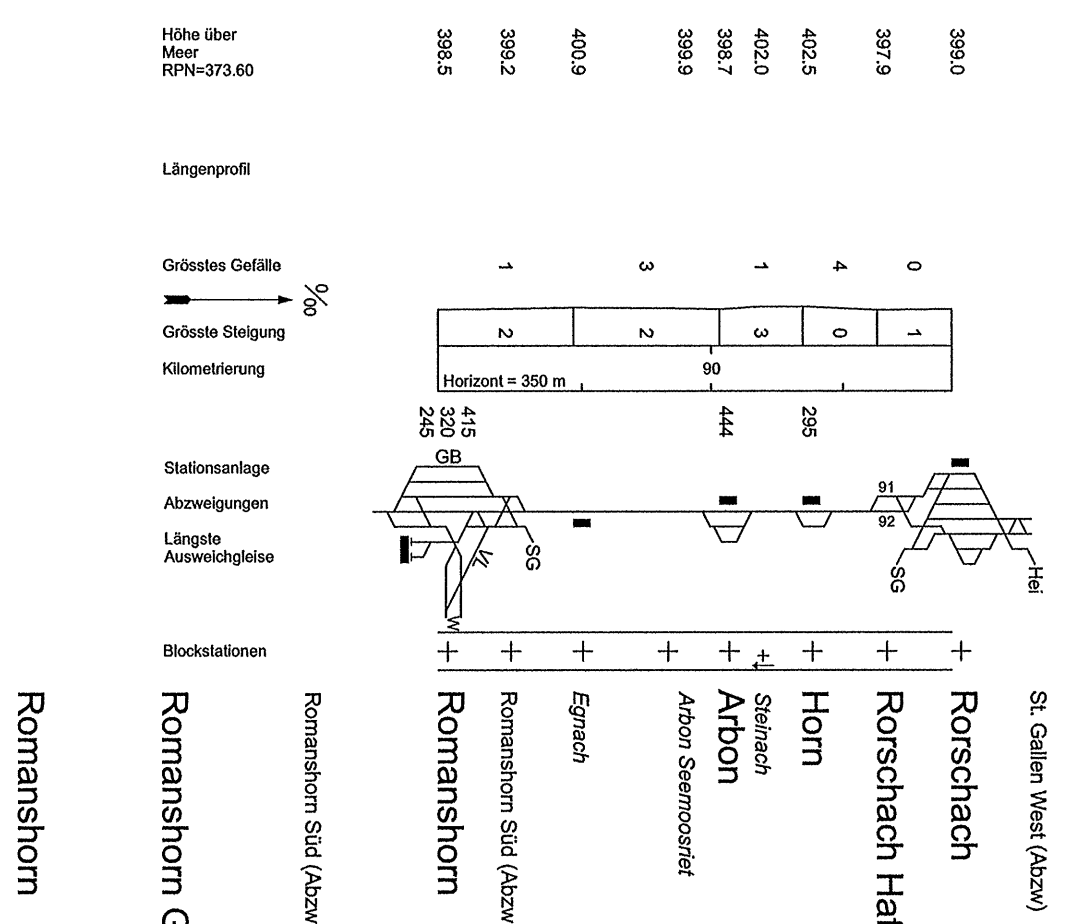 Höhe über
Meer
RPN=373.60
398.5
399.2
400.9
399.9
398.7
402.0
402.5
397.9
399.0
Längenprofil
Grösstes Gefälle
1
3
1
4
0
0/00
Grösste Steigung
2
2
3
0
1
Kilometrierung
90
Horizont = 350 m
245
320
415
444
295
Stationsanlage
GB
Abzweigungen
91
92
Längste
Ausweichgleise
SG
VL
W
SG
Hei
Blockstationen
Romanshorn
Romanshorn
Romanshorn Süd (Abzw
Romanshorn
Romanshorn Süd (Abzw
Egnach
Arbon Seemoosriet
Arbon
Steinach
Horn
Rorschach
Rorschach
St. Gallen West (Abzw)